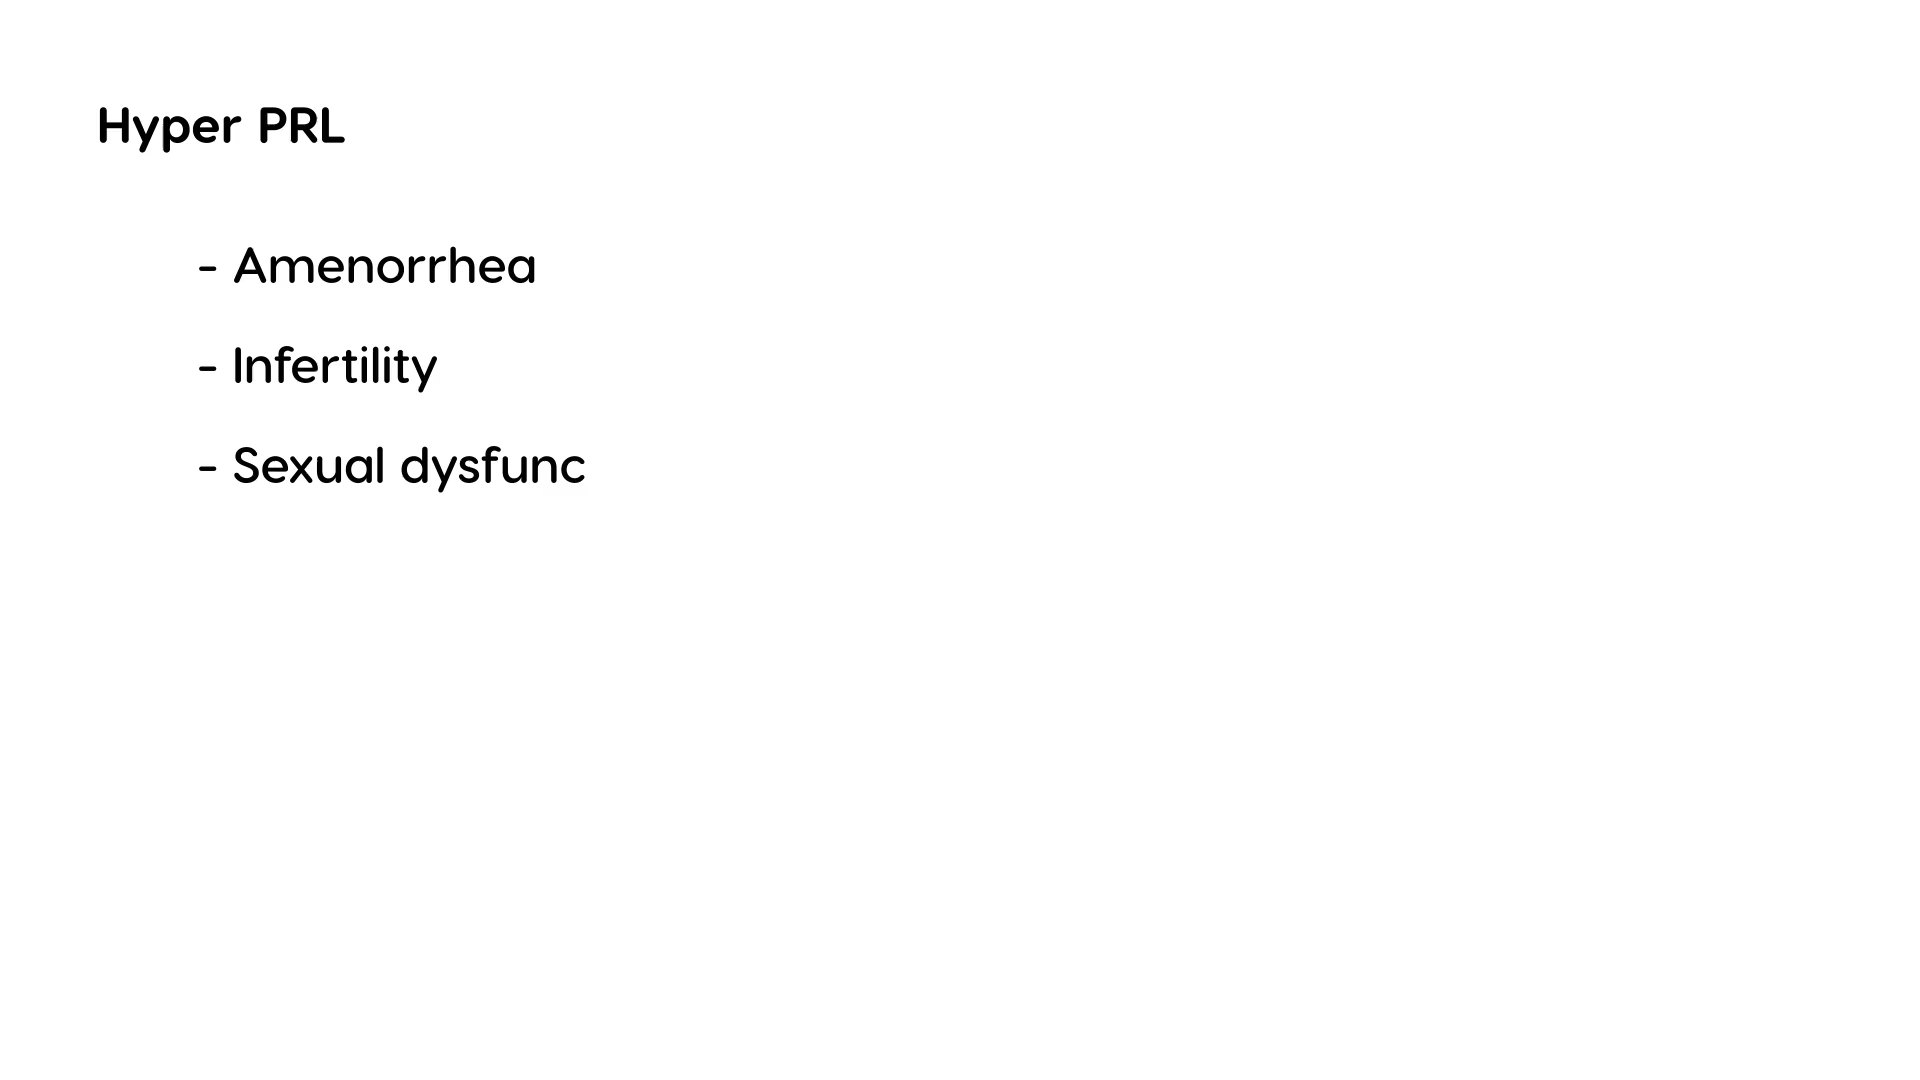 Hyper PRL
- Amenorrhea
- Infertility
- Sexual dysfunc